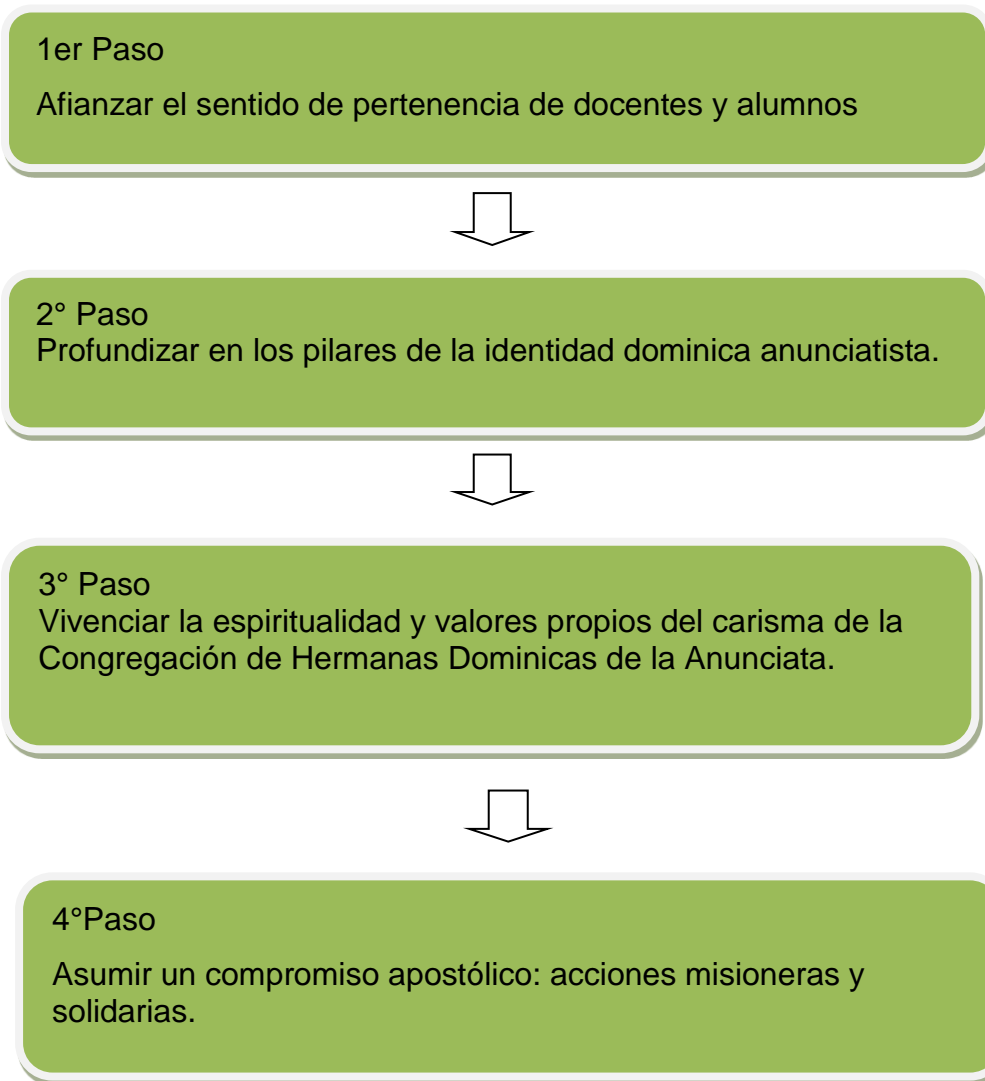 1er Paso
Afianzar el sentido de pertenencia de docentes y alumnos
2° Paso
Profundizar en los pilares de la identidad dominica anunciatista.
3° Paso
Vivenciar la espiritualidad y valores propios del carisma de la
Congregación de Hermanas Dominicas de la Anunciata.
4°Paso
Asumir un compromiso apostólico: acciones misioneras y
solidarias.